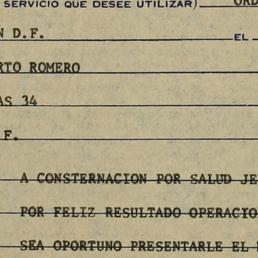 SERVICIO QUE DESEE UTILIZAR) ORD
N D.F. EL
RTO ROMERO
AS 34
F.
A CONSTERNACION POR SALUD JE
POR FELIZ RESULTADO OPERACIO
SEA OPORTUNO PRESENTARLE EL